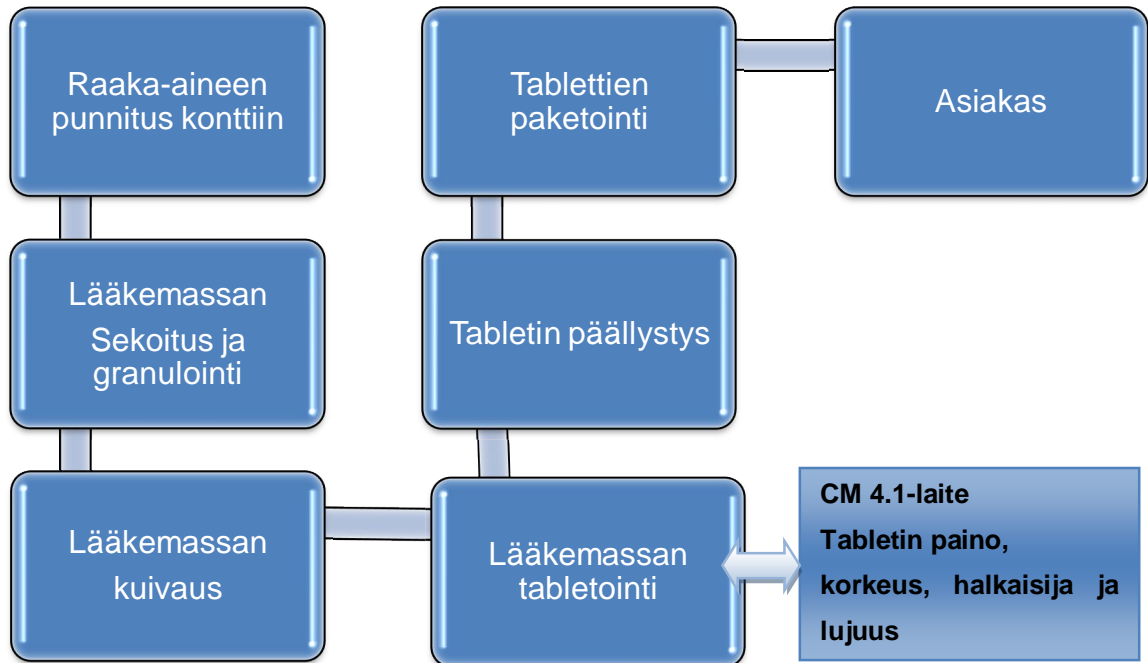 Raaka-aineen
punnitus konttiin
Lääkemassan
Sekoitus ja
granulointi
Lääkemassan
kuivaus
Lääkemassan
tabletointi
CM 4.1-laite
Tabletin paino,
korkeus, halkaisija ja
lujuus
Tabletin päällystys
Tablettien
paketointi
Asiakas